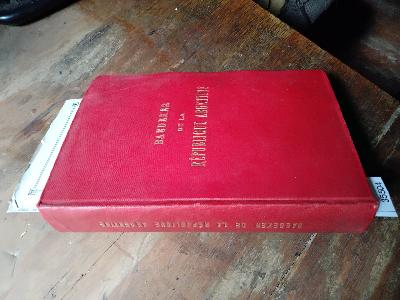 BAEDEKER
DE LA
RÉPUBLIQUE ARGENTINE
BAEDEKER DE LA RÉPUBLIQUE ARGENTINE